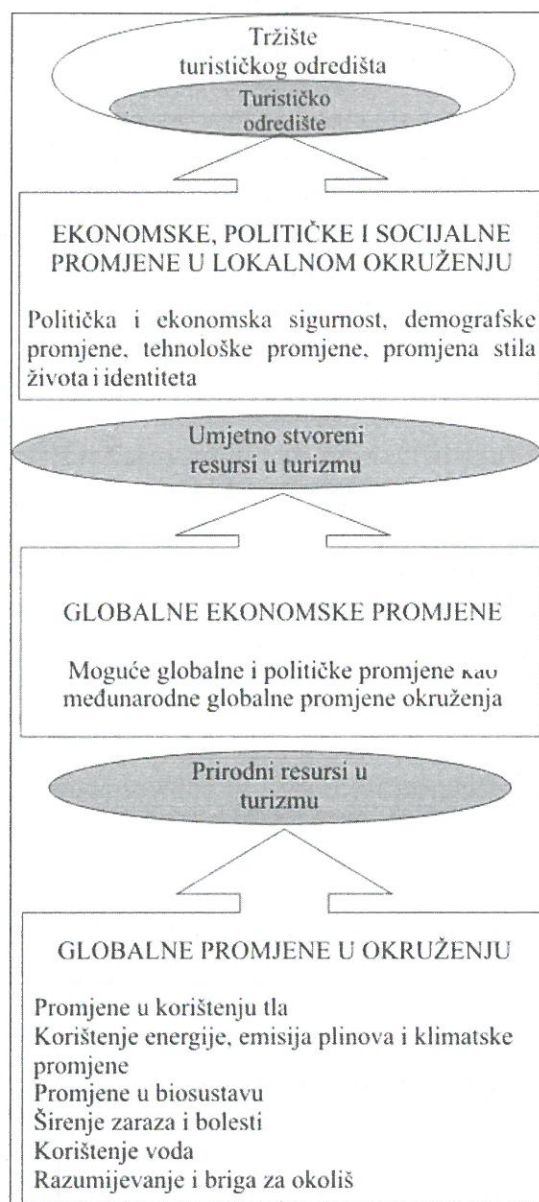 Tržište
turističkog odredišta
Turističko
odredište
EKONOMSKE, POLITIČKE I SOCIJALNE
PROMJENE U LOKALNOM OKRUŽENJU
Politička i ekonomska sigurnost, demografske
promjene, tehnološke promjene, promjena stila
života i identiteta
Umjetno stvoreni
resursi u turizmu
GLOBALNE EKONOMSKE PROMJENE
Moguće globalne i političke promjene kao
međunarodne globalne promjene okruženja
Prirodni resursi u
turizmu
GLOBALNE PROMJENE U OKRUŽENJU
Promjene u korištenju tla
Korištenje energije, emisija plinova i klimatske
promjene
Promjene u biosustavu
Širenje zaraza i bolesti
Korištenje voda
Razumijevanje i briga za okoliš